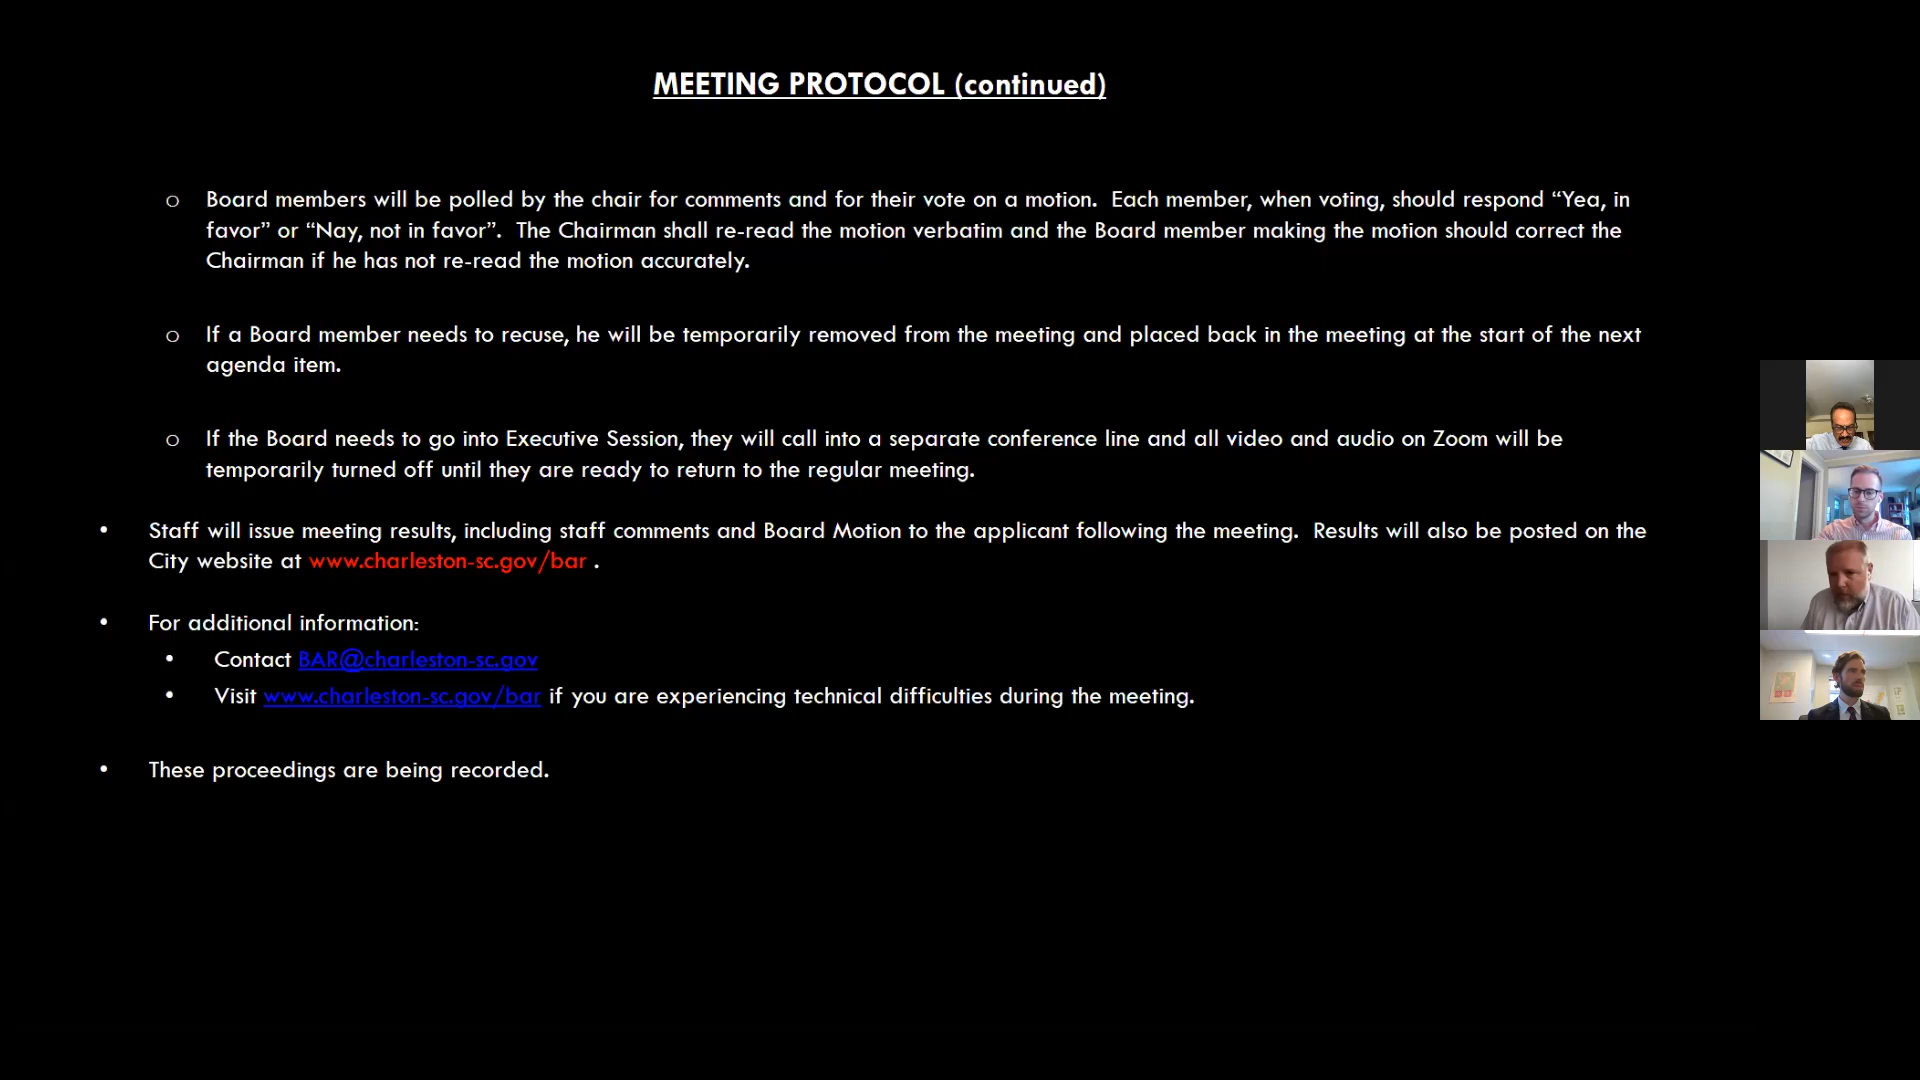 MEETING PROTOCOL (continued)
o Board members will be polled by the chair for comments and for their vote on a motion.  Each member, when voting, should respond “Yea, in
favor” or “Nay, not in favor”.  The Chairman shall re-read the motion verbatim and the Board member making the motion should correct the
Chairman if he has not re-read the motion accurately.
o If a Board member needs to recuse, he will be temporarily removed from the meeting and placed back in the meeting at the start of the next
agenda item.
o If the Board needs to go into Executive Session, they will call into a separate conference line and all video and audio on Zoom will be
temporarily turned off until they are ready to return to the regular meeting.
• Staff will issue meeting results, including staff comments and Board Motion to the applicant following the meeting.  Results will also be posted on the
City website at www.charleston-sc.gov/bar .
• For additional information:
• Contact BAR@charleston-sc.gov
• Visit www.charleston-sc.gov/bar if you are experiencing technical difficulties during the meeting.
• These proceedings are being recorded.